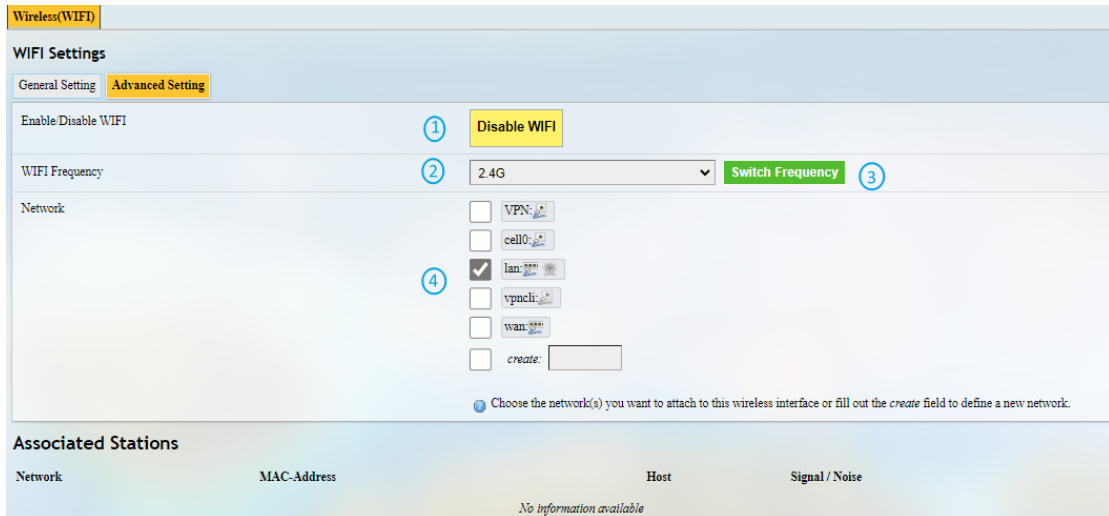 Wireless(WIFI)
WIFI Settings
General Setting Advanced Setting
Enable/Disable WIFI 1 Disable WIFI
WIFI Frequency 2 2.4G Switch Frequency 3
Network
VPN:
cell0:
4 lan:
vpncli:
wan:
create:
Choose the network(s) you want to attach to this wireless interface or fill out the create field to define a new network.
Associated Stations
Network MAC-Address Host Signal / Noise
No information available